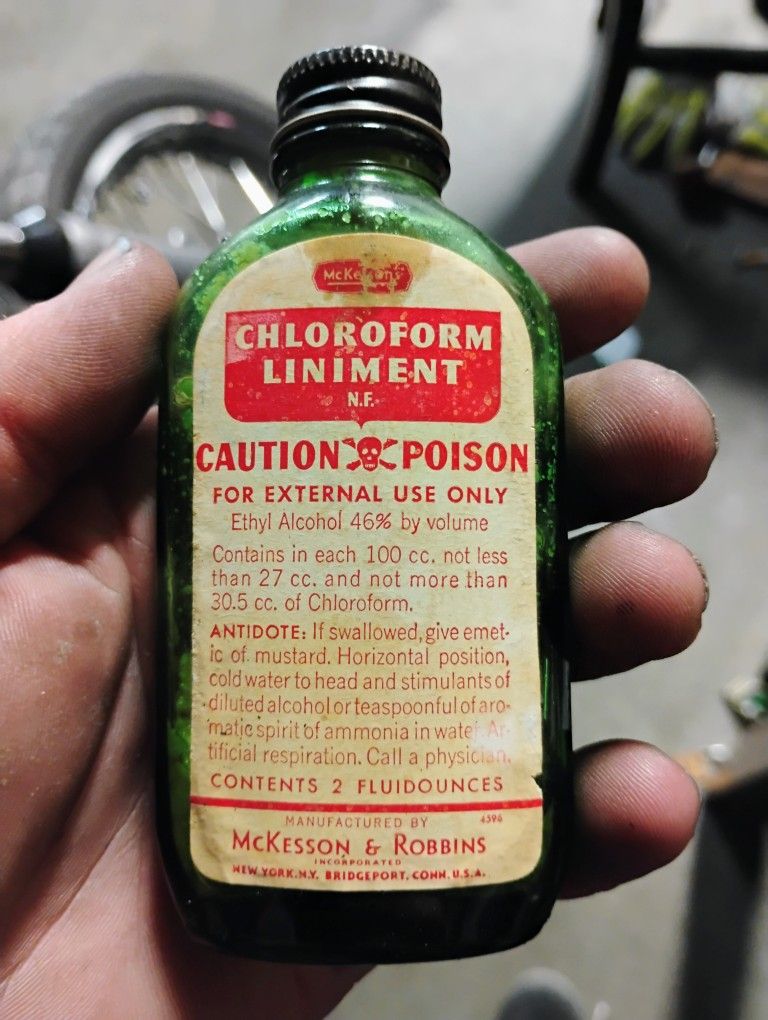 McKesson's
CHLOROFORM
LINIMENT
N.F.
CAUTION POISON
FOR EXTERNAL USE ONLY
Ethyl Alcohol 46% by volume
Contains in each 100 cc. not less
than 27 cc. and not more than
30.5 cc. of Chloroform.
ANTIDOTE: If swallowed, give emet-
ic of mustard. Horizontal position,
cold water to head and stimulants of
diluted alcohol or teaspoonful of aro-
matic spirit of ammonia in water. Ar-
tificial respiration. Call a physician.
CONTENTS 2 FLUIDOUNCES
MANUFACTURED BY
4596
McKESSON & ROBBINS
INCORPORATED
NEW YORK, N.Y. BRIDGEPORT, CONN. U.S.A.